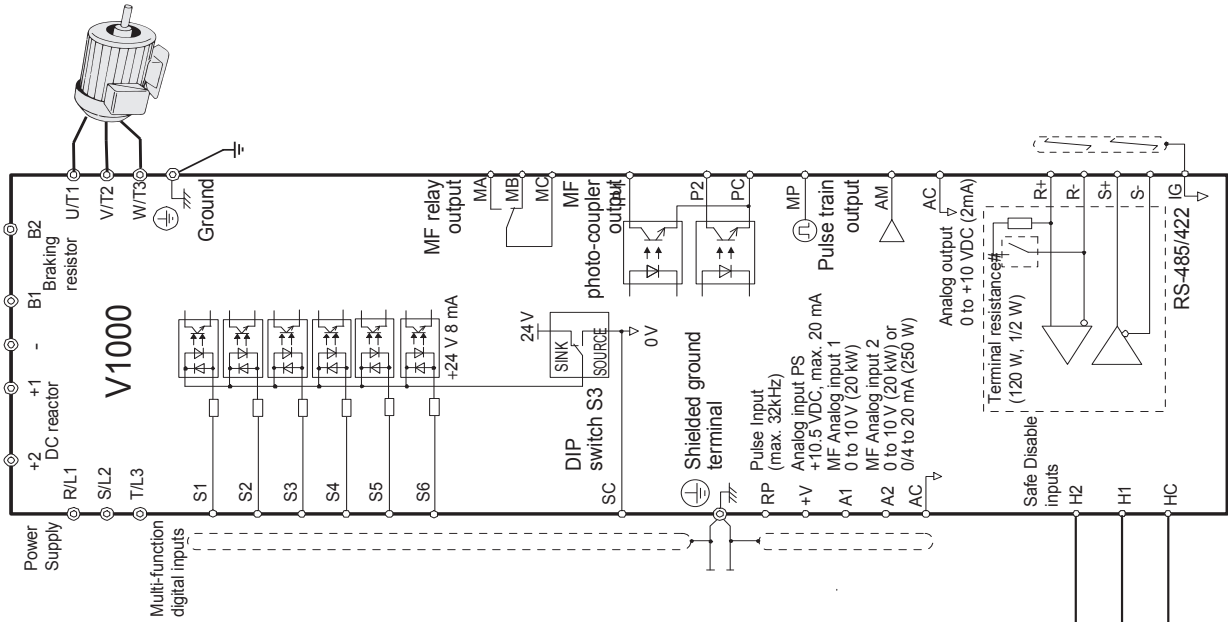 B2
B1
-
+1
+2
Braking
resistor
DC reactor
U/T1
V/T2
W/T3
Ground
V1000
R/L1
S/L2
T/L3
Power
Supply
Multi-function
digital inputs
S1
S2
S3
S4
S5
S6
+24 V 8 mA
MF relay
output
MA
MB
MC
MF
photo-coupler
output
P2
PC
24 V
SINK
SOURCE
0V
DIP
switch S3
SC
Shielded ground
terminal
MP
Pulse train
output
AM
AC
Analog output
0 to +10 VDC (2mA)
RP
Pulse Input
(max. 32kHz)
+V
Analog input PS
+10.5 VDC, max. 20 mA
A1
MF Analog input 1
0 to 10 V (20 kW)
A2
MF Analog input 2
0 to 10 V (20 kW) or
0/4 to 20 mA (250 W)
AC
R+
R-
S+
S-
IG
RS-485/422
Terminal resistance#
(120 W, 1/2 W)
Safe Disable
inputs
H2
H1
HC